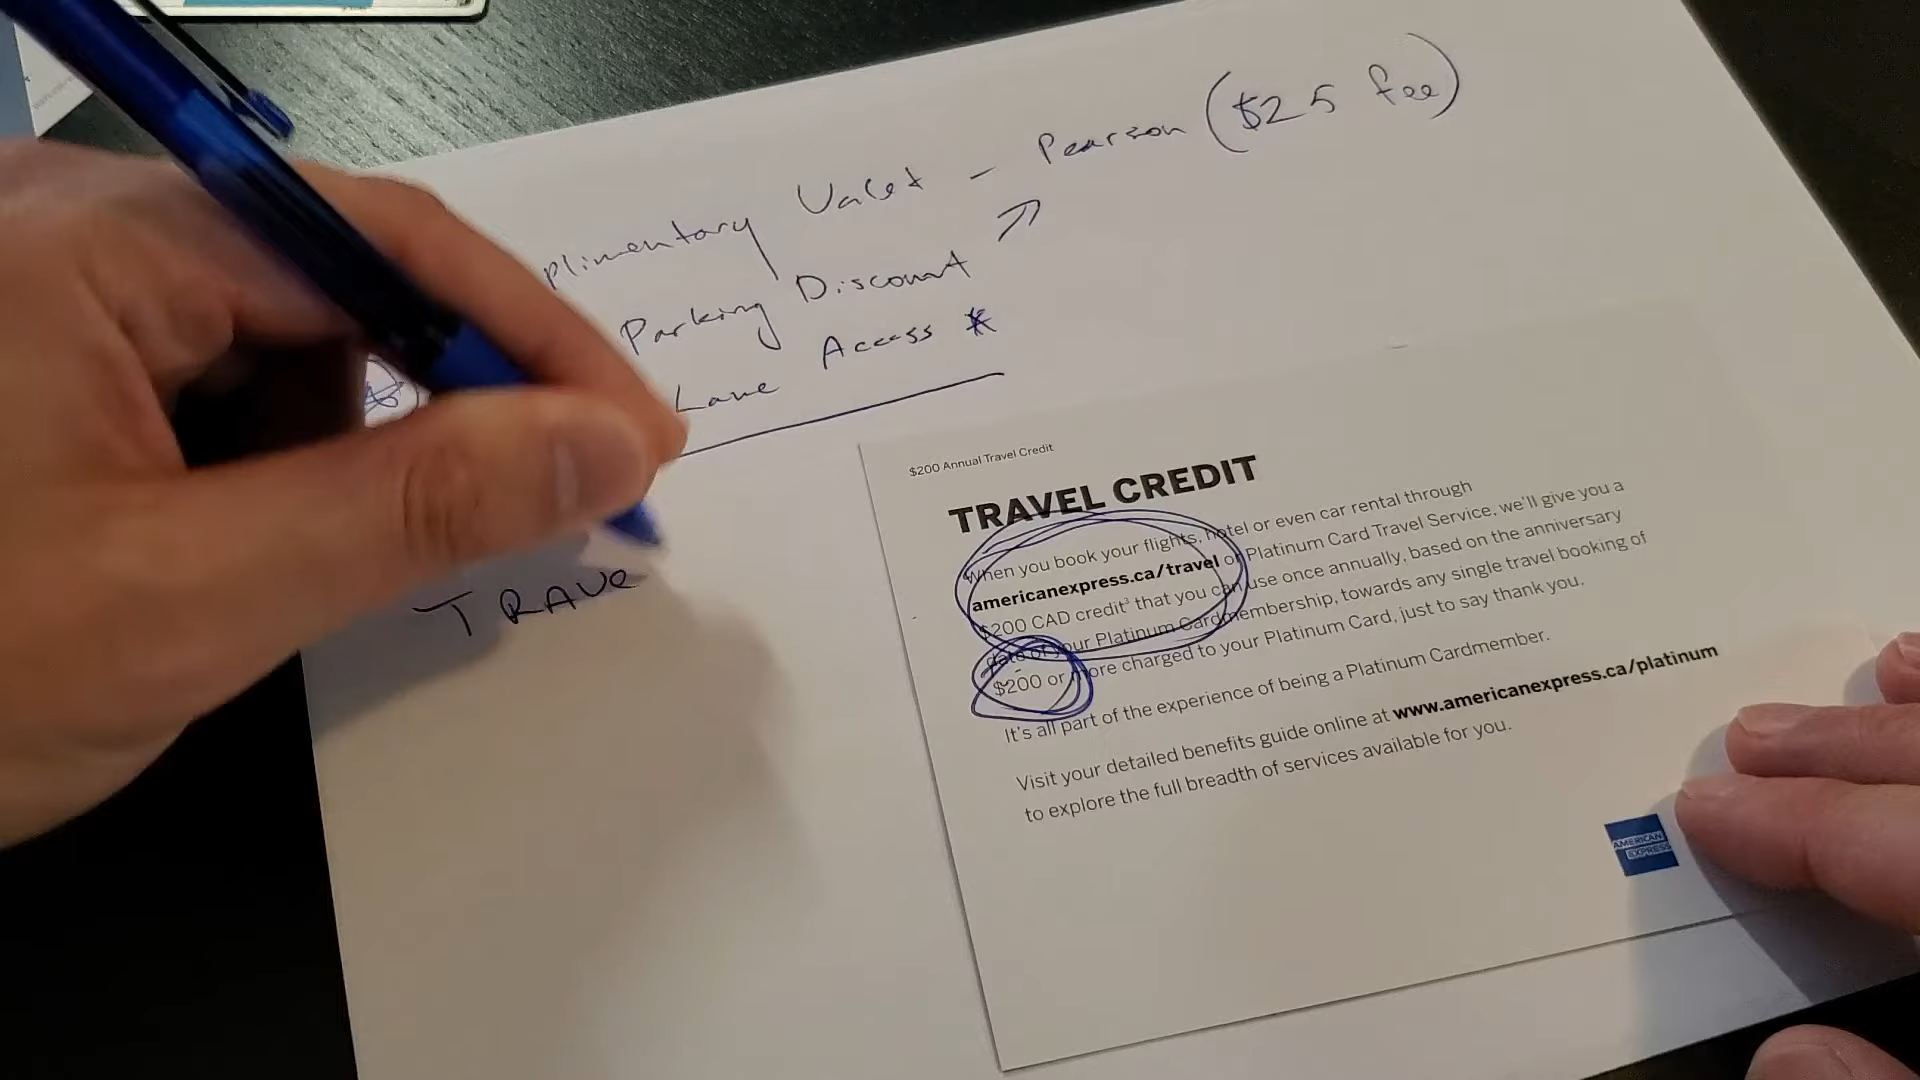 plimentary Valet - Pearson ($25 fee)
Parking Discount
Lane Access *
TRAVE
$200 Annual Travel Credit
TRAVEL CREDIT
When you book your flights, hotel or even car rental through
americanexpress.ca/travel or Platinum Card Travel Service, we'll give you a
$200 CAD credit³ that you can use once annually, based on the anniversary
date of your Platinum Cardmembership, towards any single travel booking of
$200 or more charged to your Platinum Card, just to say thank you.
It's all part of the experience of being a Platinum Cardmember.
Visit your detailed benefits guide online at www.americanexpress.ca/platinum
to explore the full breadth of services available for you.
AMERICAN
EXPRESS